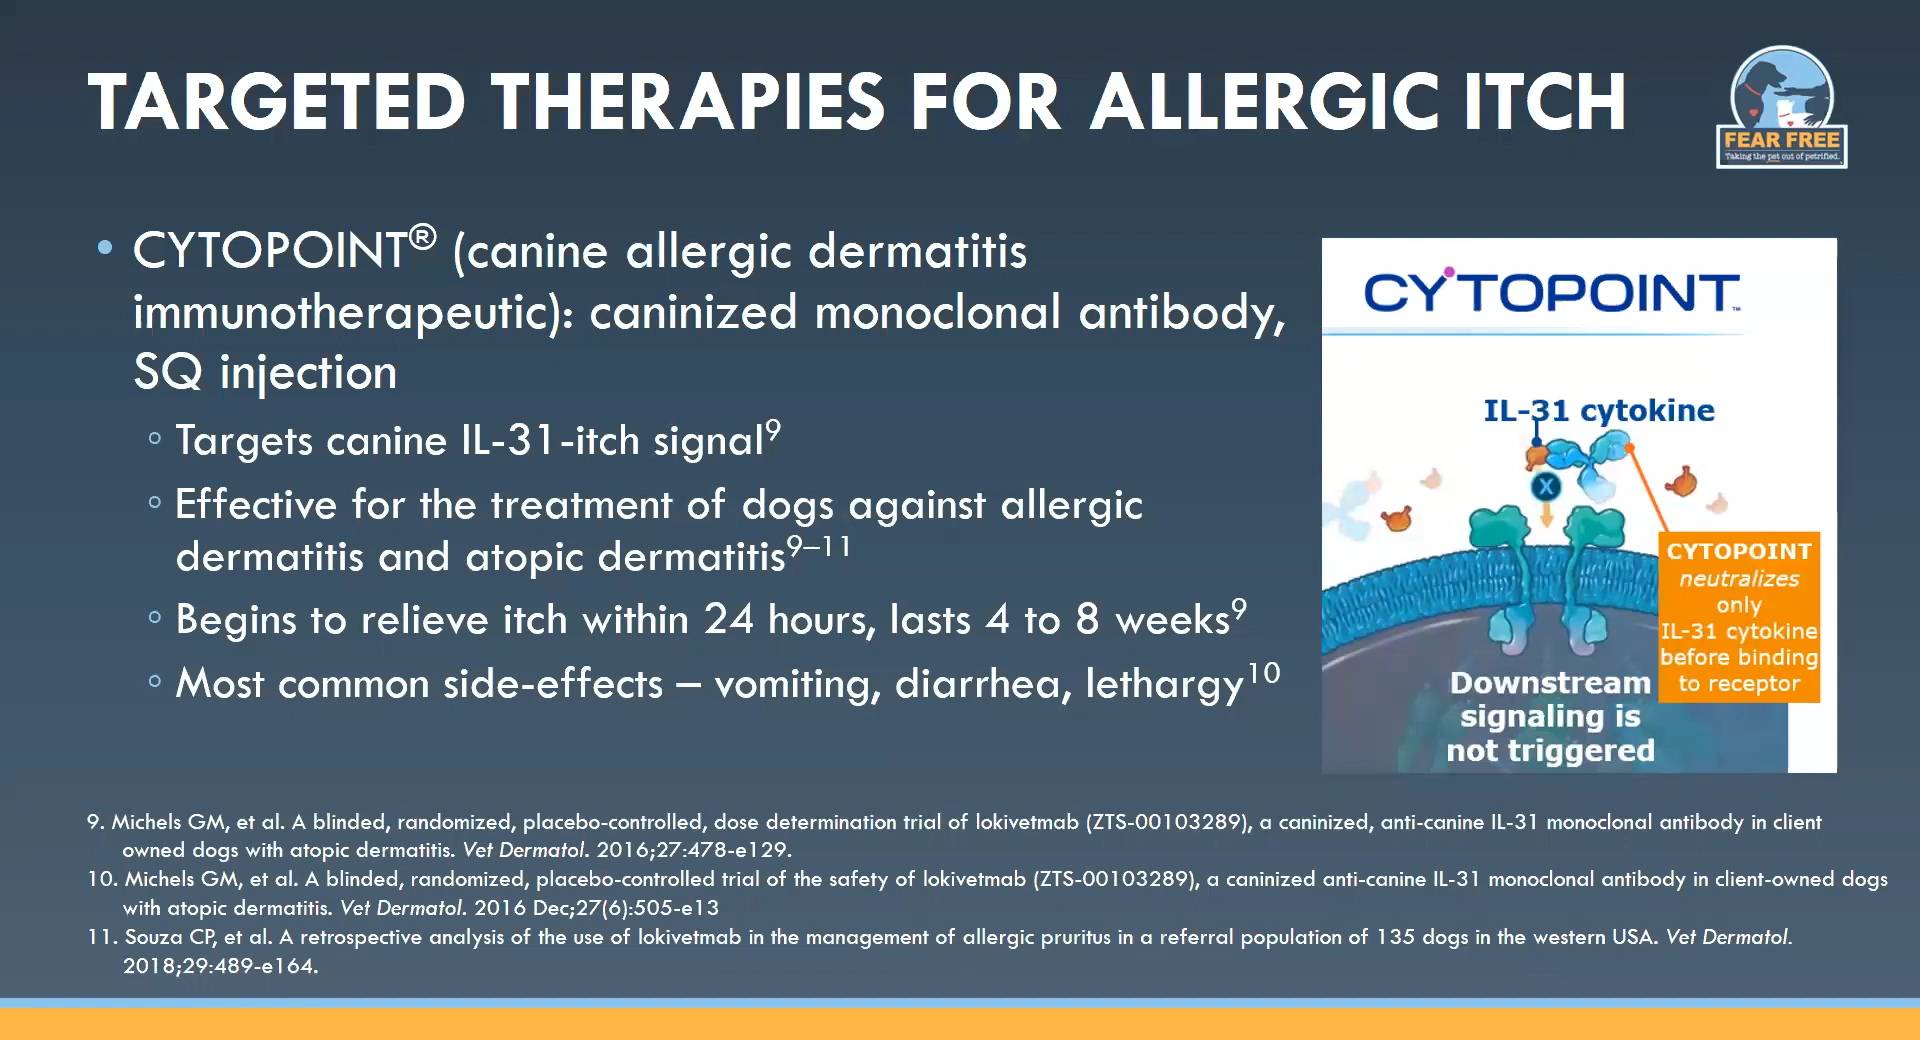 TARGETED THERAPIES FOR ALLERGIC ITCH
FEAR FREE
Taking the pet out of petrified.
• CYTOPOINT® (canine allergic dermatitis
immunotherapeutic): caninized monoclonal antibody,
SQ injection
◦ Targets canine IL-31-itch signal⁹
◦ Effective for the treatment of dogs against allergic
dermatitis and atopic dermatitis⁹⁻¹¹
◦ Begins to relieve itch within 24 hours, lasts 4 to 8 weeks⁹
◦ Most common side-effects – vomiting, diarrhea, lethargy¹⁰
CYTOPOINT™
IL-31 cytokine
X
CYTOPOINT
neutralizes
only
IL-31 cytokine
before binding
to receptor
Downstream
signaling is
not triggered
9. Michels GM, et al. A blinded, randomized, placebo-controlled, dose determination trial of lokivetmab (ZTS-00103289), a caninized, anti-canine IL-31 monoclonal antibody in client
owned dogs with atopic dermatitis. Vet Dermatol. 2016;27:478-e129.
10. Michels GM, et al. A blinded, randomized, placebo-controlled trial of the safety of lokivetmab (ZTS-00103289), a caninized anti-canine IL-31 monoclonal antibody in client-owned dogs
with atopic dermatitis. Vet Dermatol. 2016 Dec;27(6):505-e13
11. Souza CP, et al. A retrospective analysis of the use of lokivetmab in the management of allergic pruritus in a referral population of 135 dogs in the western USA. Vet Dermatol.
2018;29:489-e164.